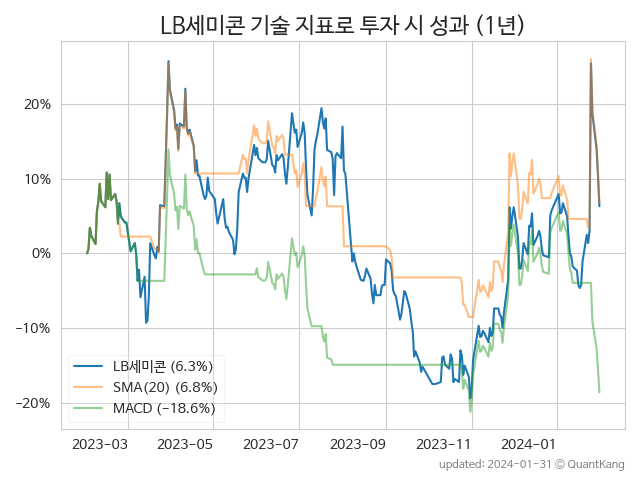 LB세미콘 기술 지표로 투자 시 성과 (1년)
20%
10%
0%
−10%
−20%
LB세미콘 (6.3%)
SMA(20) (6.8%)
MACD (−18.6%)
2023-03
2023-05
2023-07
2023-09
2023-11
2024-01
updated: 2024-01-31 © QuantKang